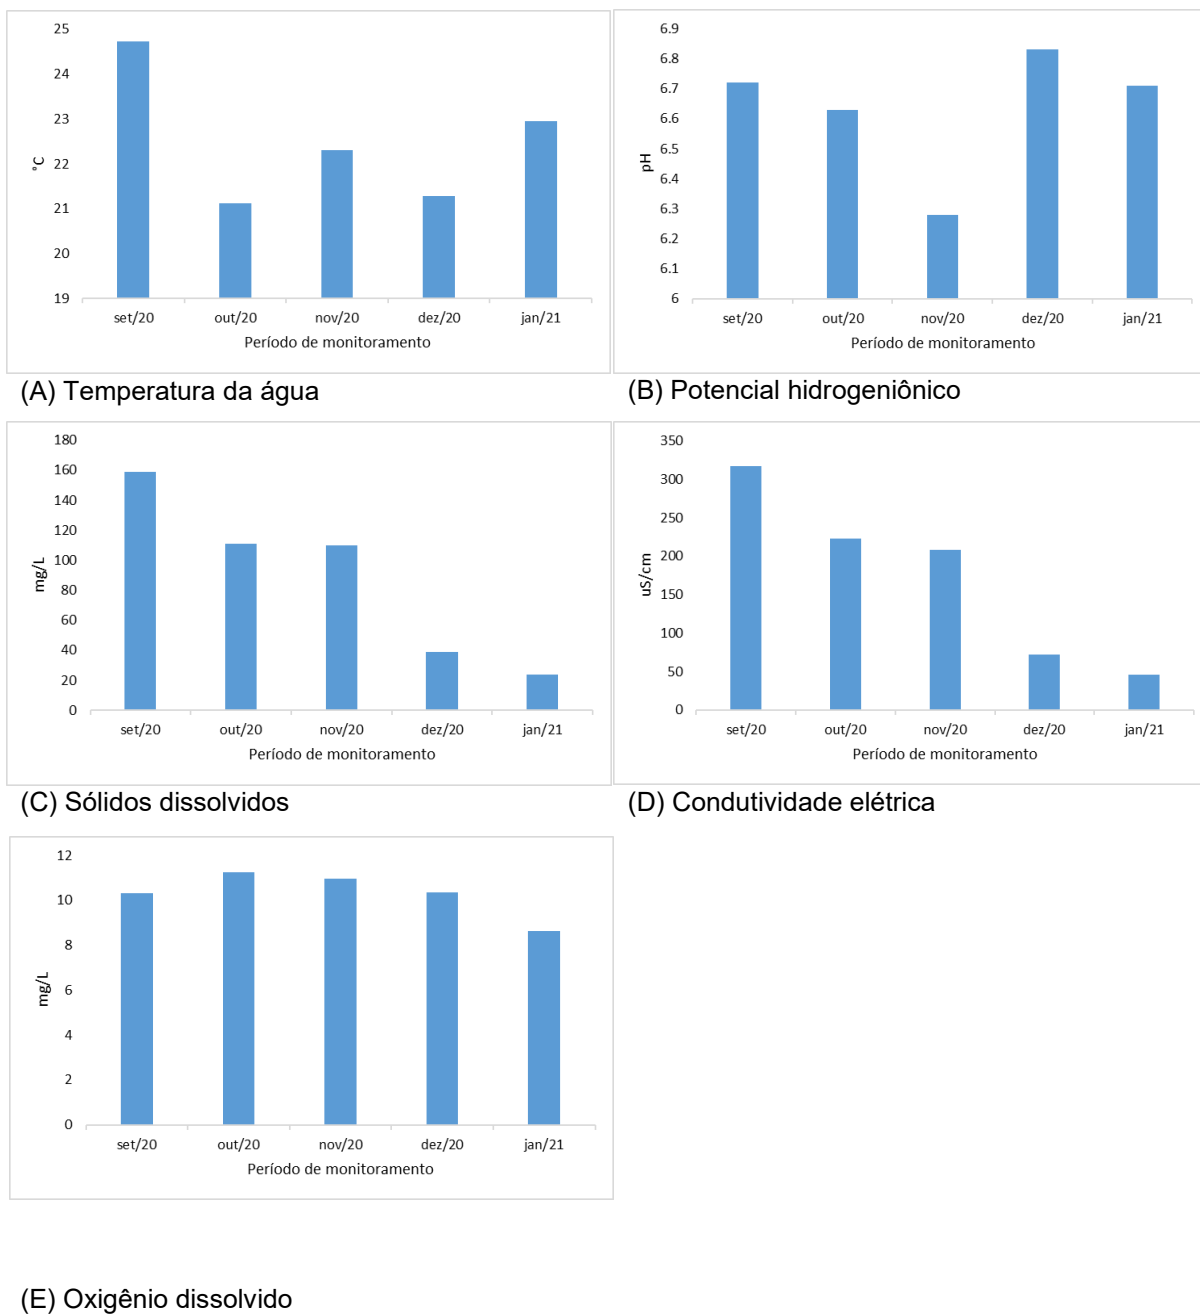 25
24
23
22
21
20
19
°C
set/20 out/20 nov/20 dez/20 jan/21
Período de monitoramento
(A) Temperatura da água
6.9
6.8
6.7
6.6
6.5
6.4
6.3
6.2
6.1
6
pH
set/20 out/20 nov/20 dez/20 jan/21
Período de monitoramento
(B) Potencial hidrogeniônico
180
160
140
120
100
80
60
40
20
0
mg/L
set/20 out/20 nov/20 dez/20 jan/21
Período de monitoramento
(C) Sólidos dissolvidos
350
300
250
200
150
100
50
0
uS/cm
set/20 out/20 nov/20 dez/20 jan/21
Período de monitoramento
(D) Condutividade elétrica
12
10
8
6
4
2
0
mg/L
set/20 out/20 nov/20 dez/20 jan/21
Período de monitoramento
(E) Oxigênio dissolvido